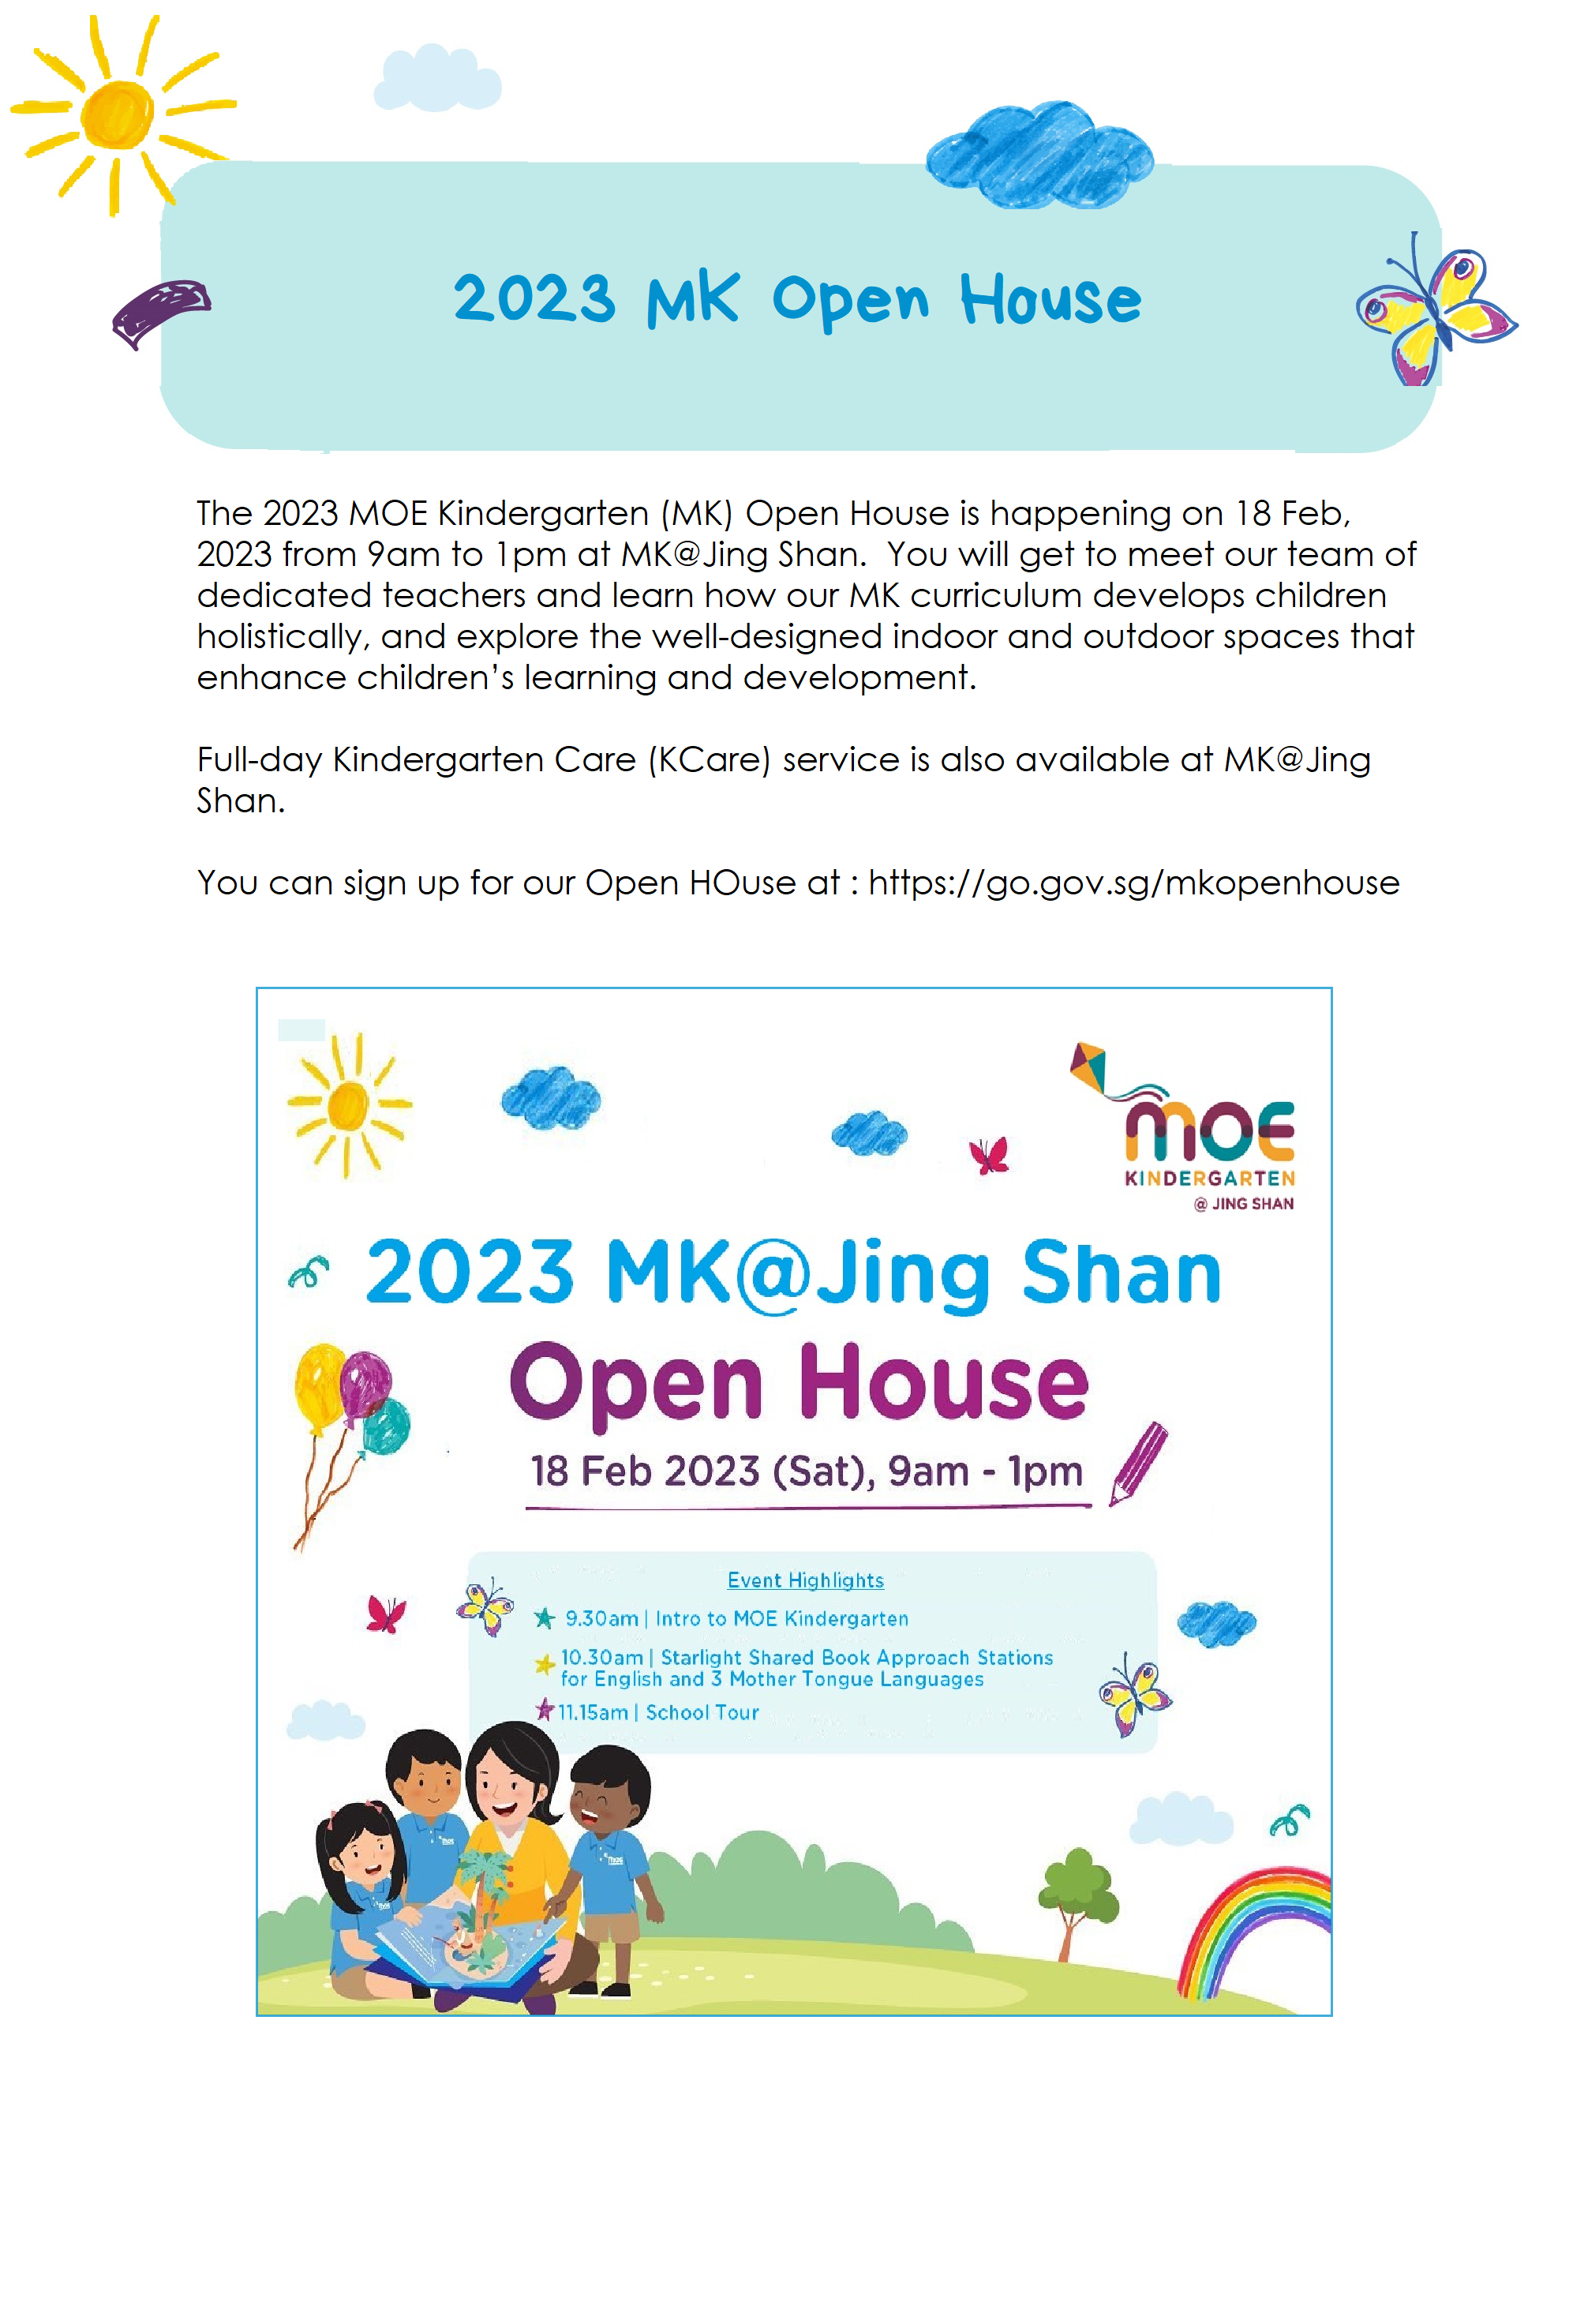 2023 MK Open House
The 2023 MOE Kindergarten (MK) Open House is happening on 18 Feb,
2023 from 9am to 1pm at MK@Jing Shan.  You will get to meet our team of
dedicated teachers and learn how our MK curriculum develops children
holistically, and explore the well-designed indoor and outdoor spaces that
enhance children’s learning and development.
Full-day Kindergarten Care (KCare) service is also available at MK@Jing
Shan.
You can sign up for our Open HOuse at : https://go.gov.sg/mkopenhouse
moe
KINDERGARTEN
@ JING SHAN
2023 MK@Jing Shan
Open House
18 Feb 2023 (Sat), 9am - 1pm
Event Highlights
9.30am | Intro to MOE Kindergarten
10.30am | Starlight Shared Book Approach Stations
for English and 3 Mother Tongue Languages
11.15am | School Tour
moe
moe